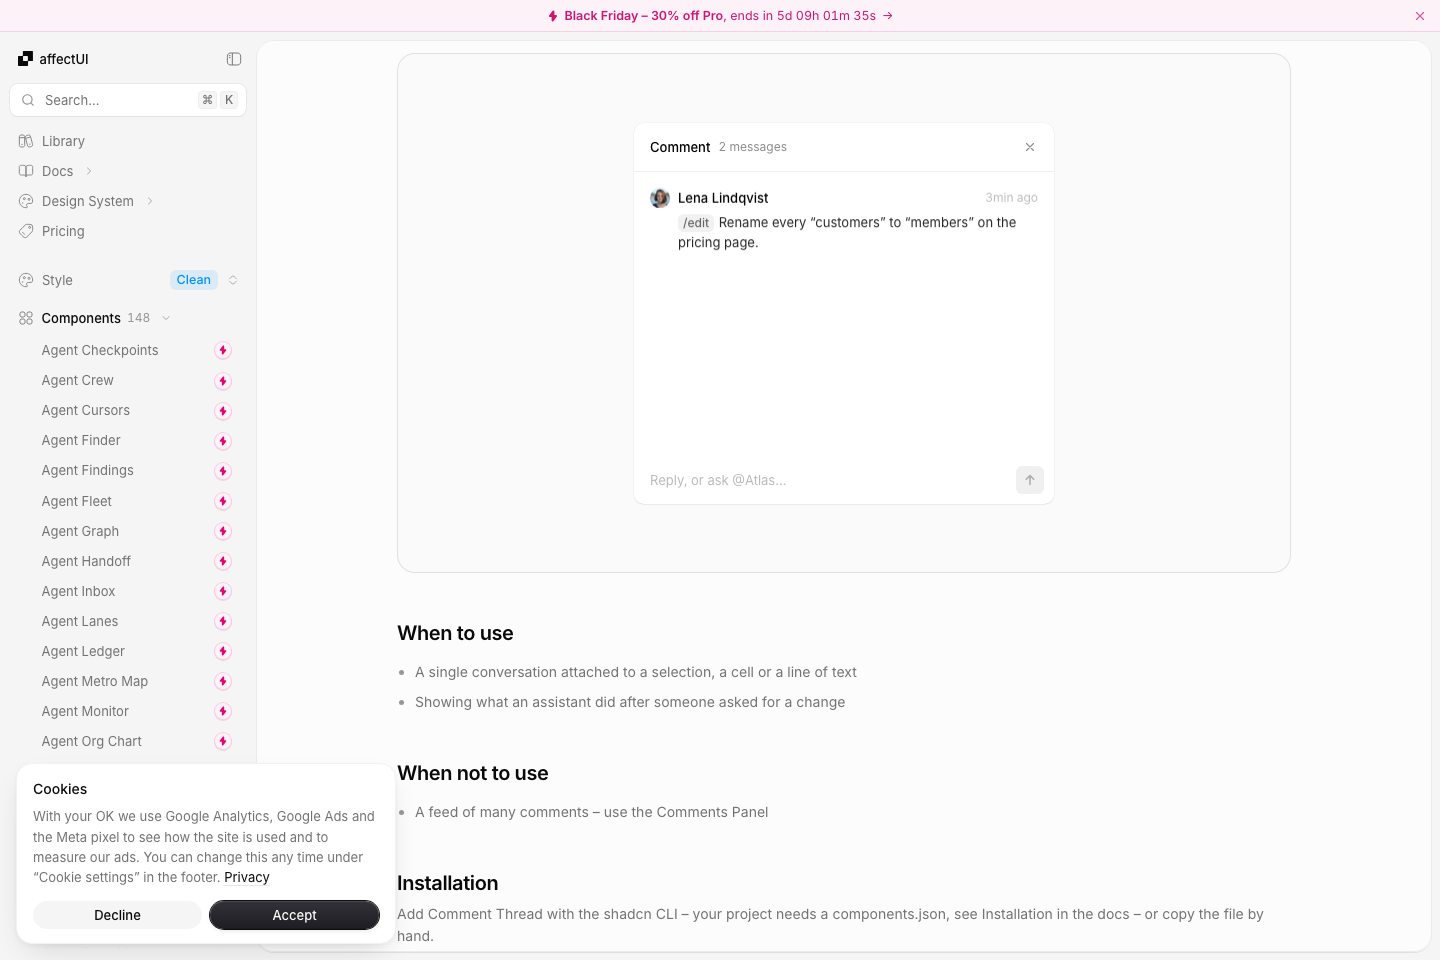 Black Friday – 30% off Pro, ends in 5d 09h 01m 35s →
affectUI
Search...
⌘ K
Library
Docs
Design System
Pricing
Style
Clean
Components 148
Agent Checkpoints
Agent Crew
Agent Cursors
Agent Finder
Agent Findings
Agent Fleet
Agent Graph
Agent Handoff
Agent Inbox
Agent Lanes
Agent Ledger
Agent Metro Map
Agent Monitor
Agent Org Chart
Cookies
With your OK we use Google Analytics, Google Ads and
the Meta pixel to see how the site is used and to
measure our ads. You can change this any time under
“Cookie settings” in the footer. Privacy
Decline
Accept
Comment 2 messages
Lena Lindqvist
3min ago
/edit Rename every “customers” to “members” on the
pricing page.
Reply, or ask @Atlas...
When to use
• A single conversation attached to a selection, a cell or a line of text
• Showing what an assistant did after someone asked for a change
When not to use
• A feed of many comments – use the Comments Panel
Installation
Add Comment Thread with the shadcn CLI – your project needs a components.json, see Installation in the docs – or copy the file by
hand.